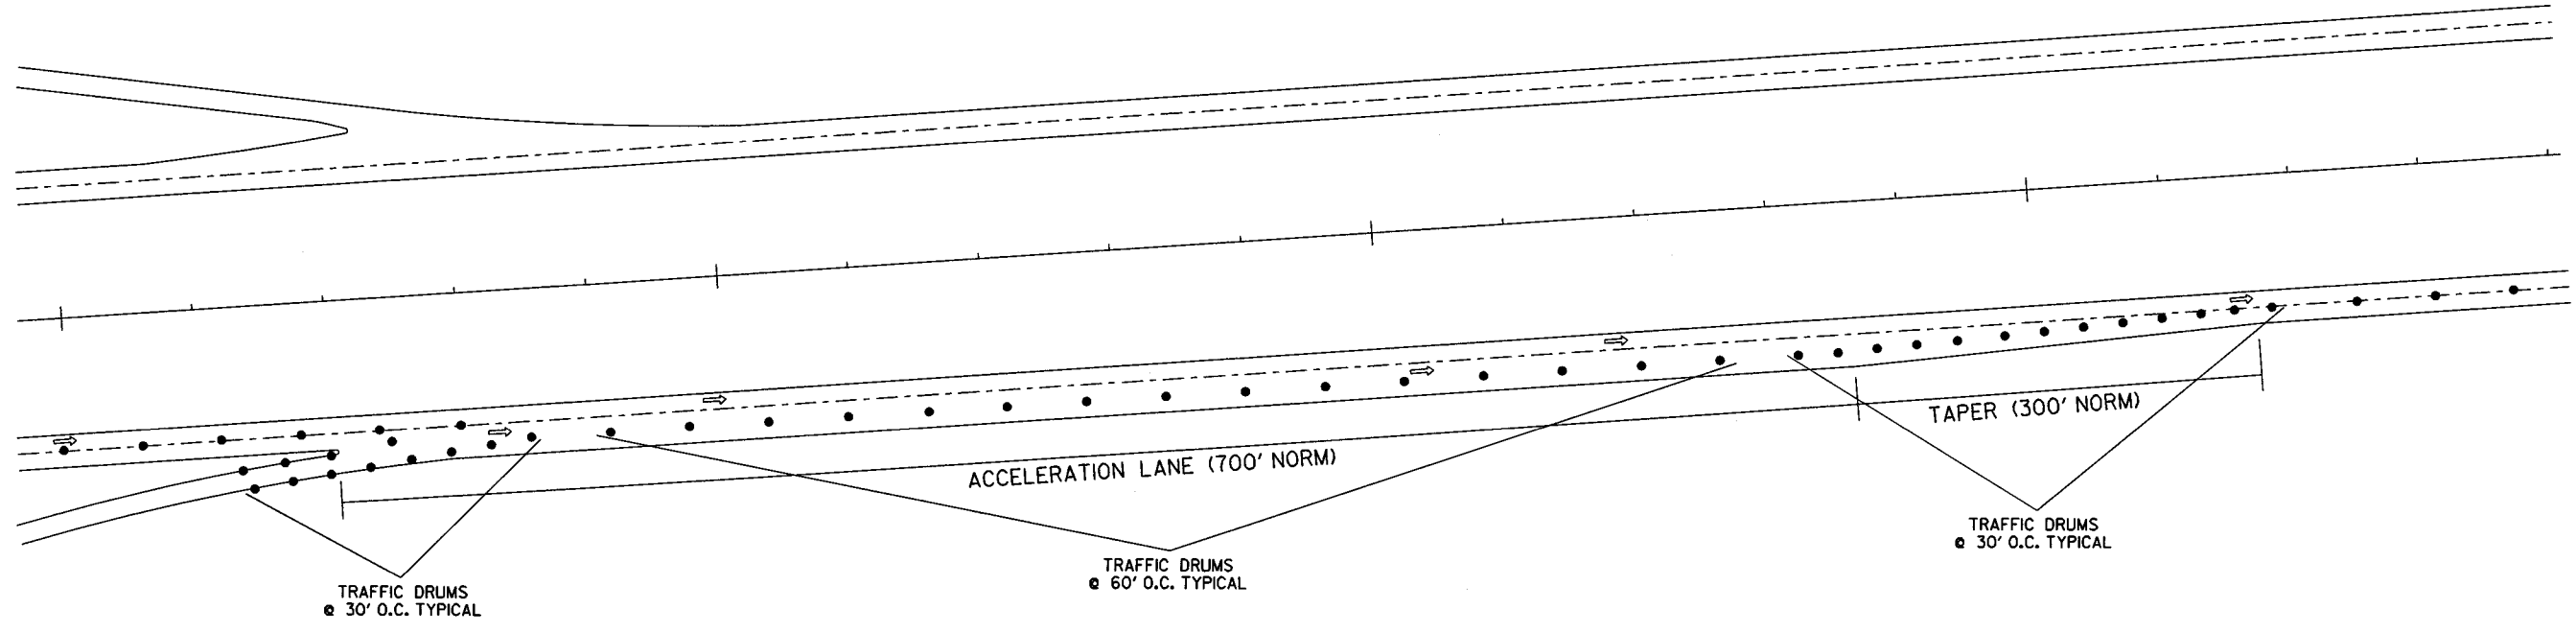 TAPER (300' NORM)
ACCELERATION LANE (700' NORM)
TRAFFIC DRUMS
@ 30' O.C. TYPICAL
TRAFFIC DRUMS
@ 60' O.C. TYPICAL
TRAFFIC DRUMS
@ 30' O.C. TYPICAL